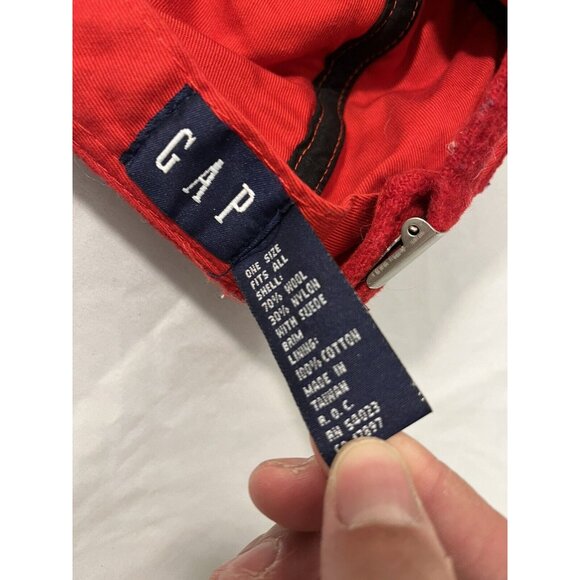 GAP
ONE SIZE
FITS ALL
SHELL:
70% WOOL
30% NYLON
WITH SUEDE
BRIM
LINING:
100% COTTON
MADE IN
TAIWAN
R.O.C.
RN 54023
17897